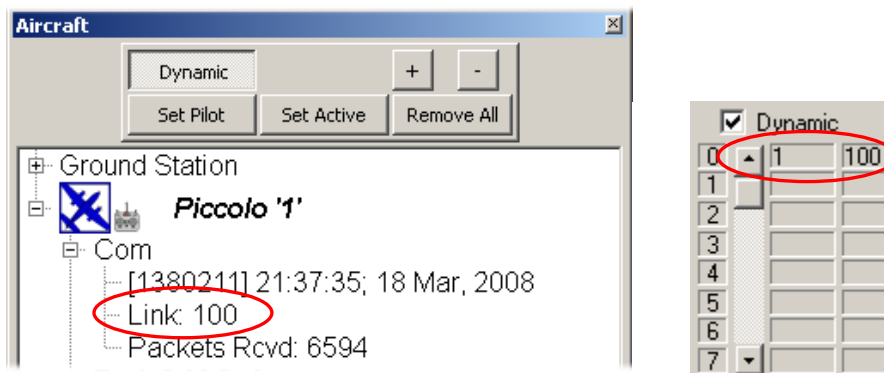 Aircraft
Dynamic + -
Set Pilot Set Active Remove All
Ground Station
Piccolo '1'
Com
[1380211] 21:37:35; 18 Mar, 2008
Link: 100
Packets Rcvd: 6594
Dynamic
0 1 100
1
2
3
4
5
6
7